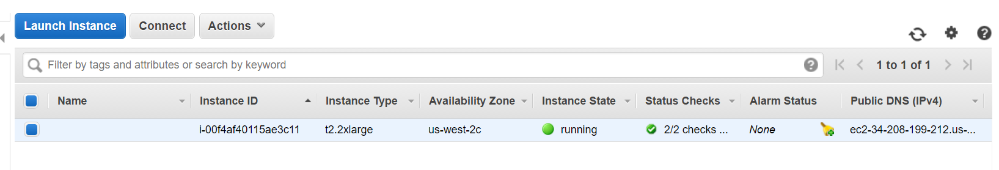 Launch Instance Connect Actions
Filter by tags and attributes or search by keyword 1 to 1 of 1
Name Instance ID Instance Type Availability Zone Instance State Status Checks Alarm Status Public DNS (IPv4)
i-00f4af40115ae3c11 t2.2xlarge us-west-2c running 2/2 checks ... None ec2-34-208-199-212.us-...